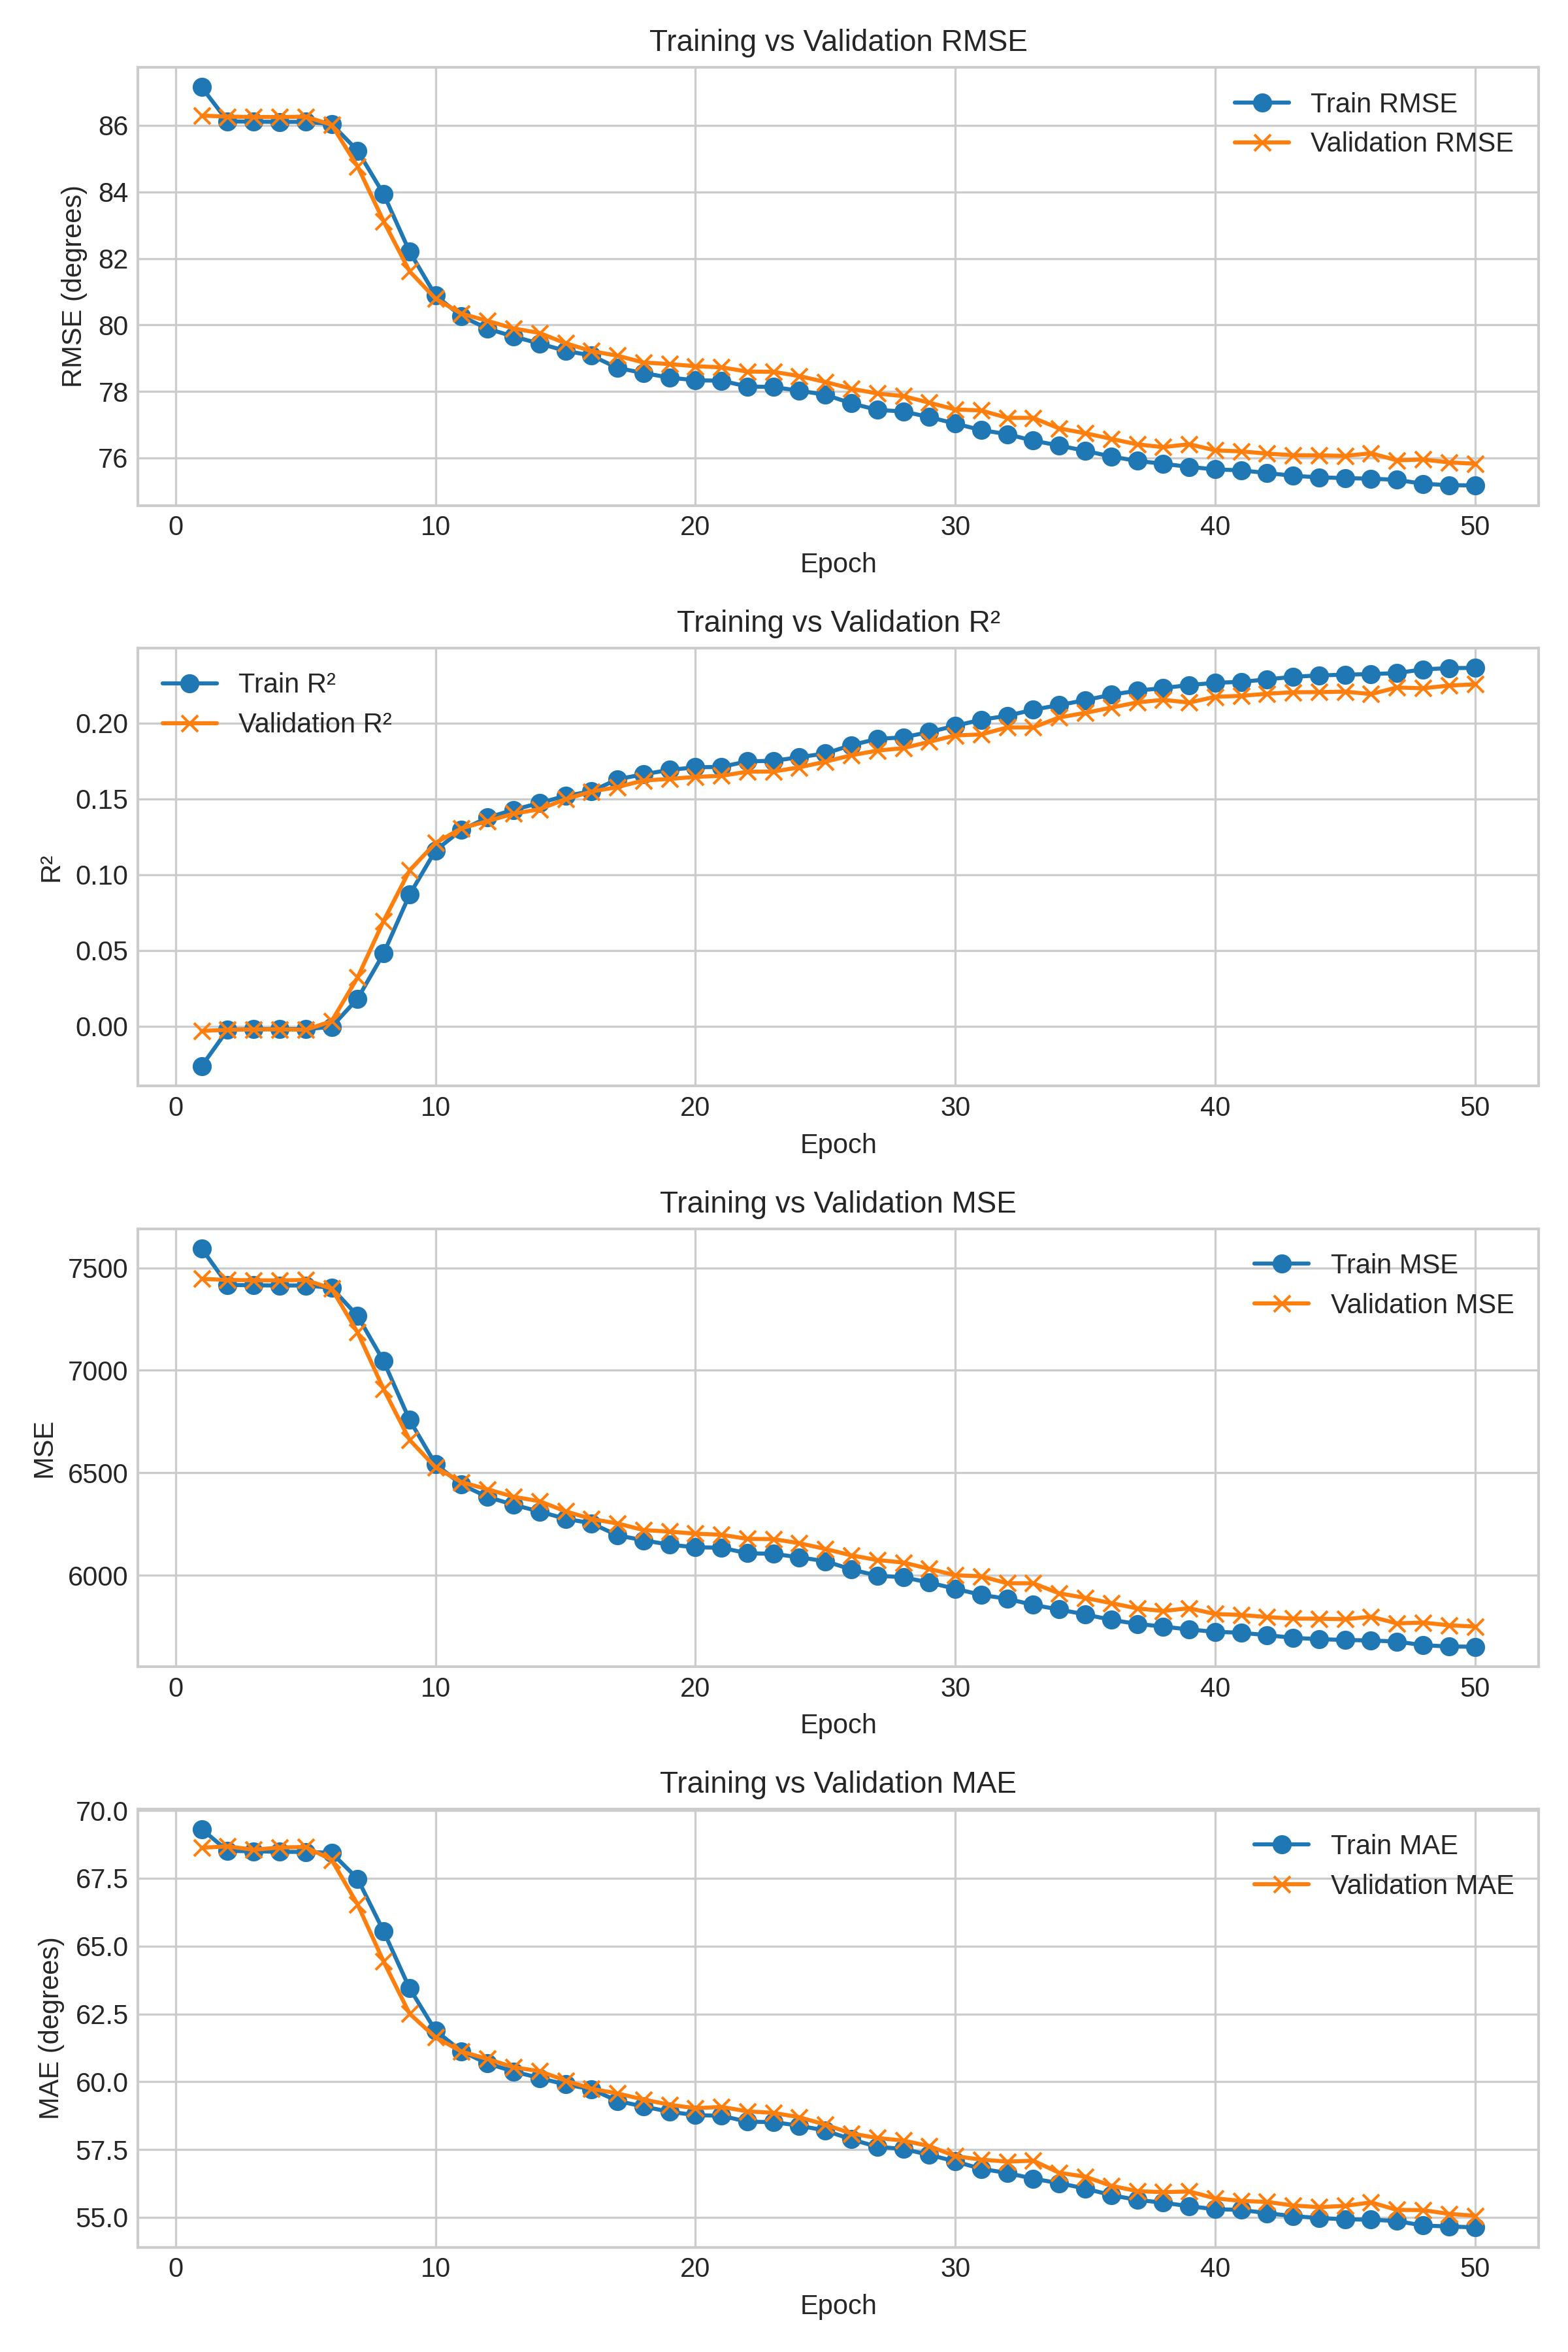 Training vs Validation RMSE
RMSE (degrees)
86
84
82
80
78
76
Train RMSE
Validation RMSE
0 10 20 30 40 50
Epoch
Training vs Validation R²
R²
0.20
0.15
0.10
0.05
0.00
Train R²
Validation R²
0 10 20 30 40 50
Epoch
Training vs Validation MSE
MSE
7500
7000
6500
6000
Train MSE
Validation MSE
0 10 20 30 40 50
Epoch
Training vs Validation MAE
MAE (degrees)
70.0
67.5
65.0
62.5
60.0
57.5
55.0
Train MAE
Validation MAE
0 10 20 30 40 50
Epoch